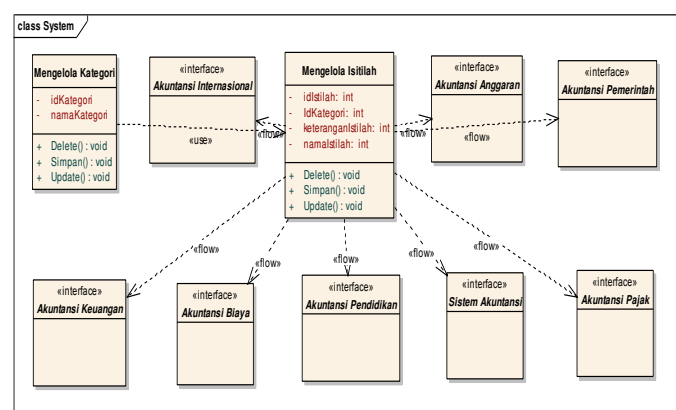 class System
Mengelola Kategori
- idKategori
- namaKategori
+ Delete() : void
+ Simpan() : void
+ Update() : void
«interface»
Akuntansi Internasional
Mengelola Isitilah
- idIstilah: int
- IdKategori: int
- keteranganIstilah: int
- namaIstilah: int
+ Delete() : void
+ Simpan() : void
+ Update() : void
«interface»
Akuntansi Anggaran
«interface»
Akuntansi Pemerintah
«use»
«flow»
«flow»
«flow»
«flow»
«flow»
«flow»
«flow»
«flow»
«interface»
Akuntansi Keuangan
«interface»
Akuntansi Biaya
«interface»
Akuntansi Pendidikan
«interface»
Sistem Akuntansi
«interface»
Akuntansi Pajak